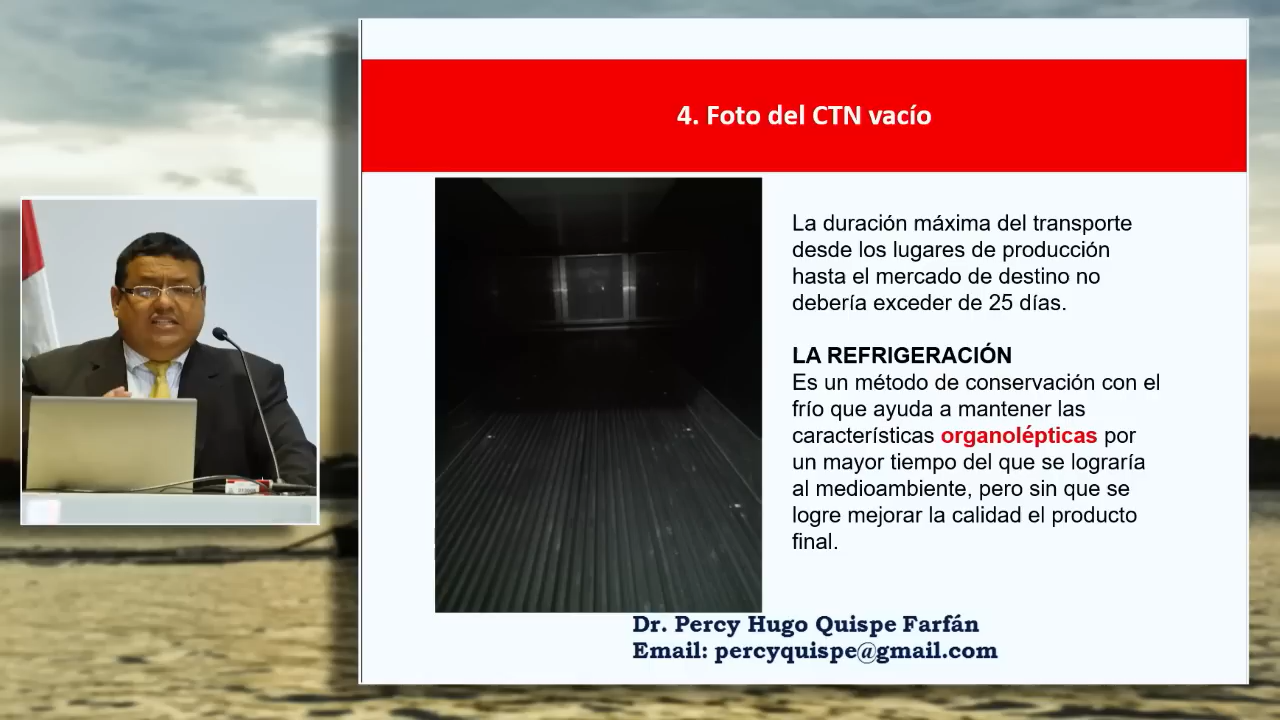 4. Foto del CTN vacío
La duración máxima del transporte
desde los lugares de producción
hasta el mercado de destino no
debería exceder de 25 días.
LA REFRIGERACIÓN
Es un método de conservación con el
frío que ayuda a mantener las
características organolépticas por
un mayor tiempo del que se lograría
al medioambiente, pero sin que se
logre mejorar la calidad el producto
final.
Dr. Percy Hugo Quispe Farfán
Email: percyquispe@gmail.com